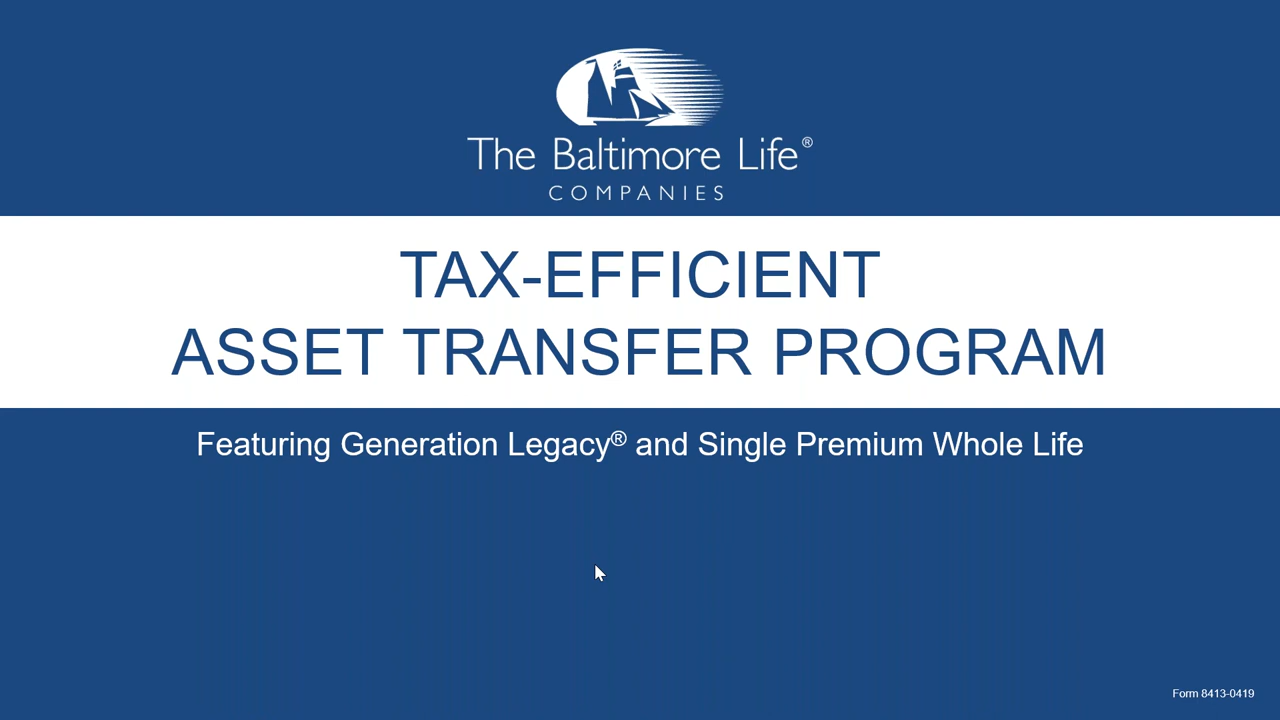 The Baltimore Life®
COMPANIES
TAX-EFFICIENT
ASSET TRANSFER PROGRAM
Featuring Generation Legacy® and Single Premium Whole Life
Form 8413-0419